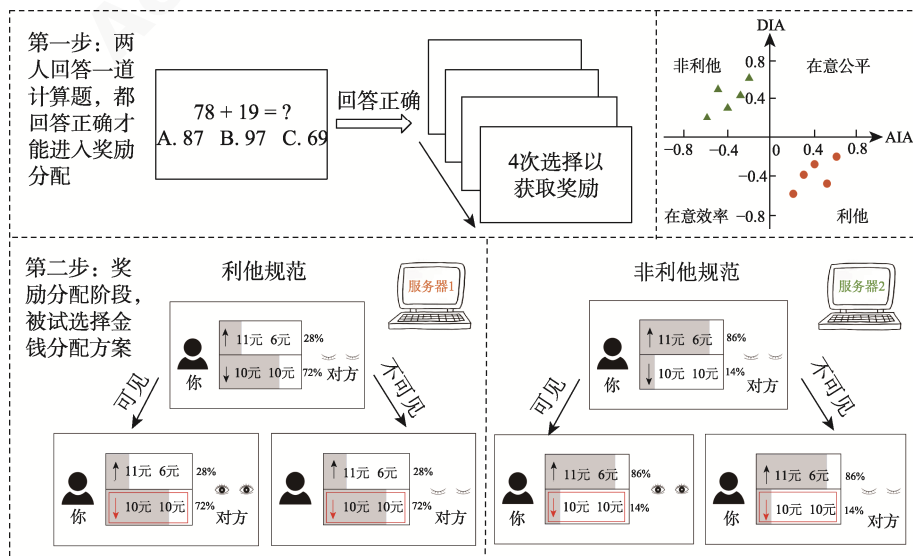 第一步：两
人回答一道
计算题，都
回答正确才
能进入奖励
分配
78 + 19 = ?
A. 87 B. 97 C. 69
回答正确
4次选择以
获取奖励
DIA
非利他
在意公平
0.8
0.4
−0.8 −0.4 0 0.4 0.8 AIA
−0.4
−0.8
在意效率
利他
第二步：奖
励分配阶段，
被试选择金
钱分配方案
利他规范
服务器1
↑ 11元 6元 28%
↓ 10元 10元 72%
你
对方
可见
不可见
↑ 11元 6元 28%
↓ 10元 10元 72%
你
对方
↑ 11元 6元 28%
↓ 10元 10元 72%
你
对方
非利他规范
服务器2
↑ 11元 6元 86%
↓ 10元 10元 14%
你
对方
可见
不可见
↑ 11元 6元 86%
↓ 10元 10元 14%
你
对方
↑ 11元 6元 86%
↓ 10元 10元 14%
你
对方